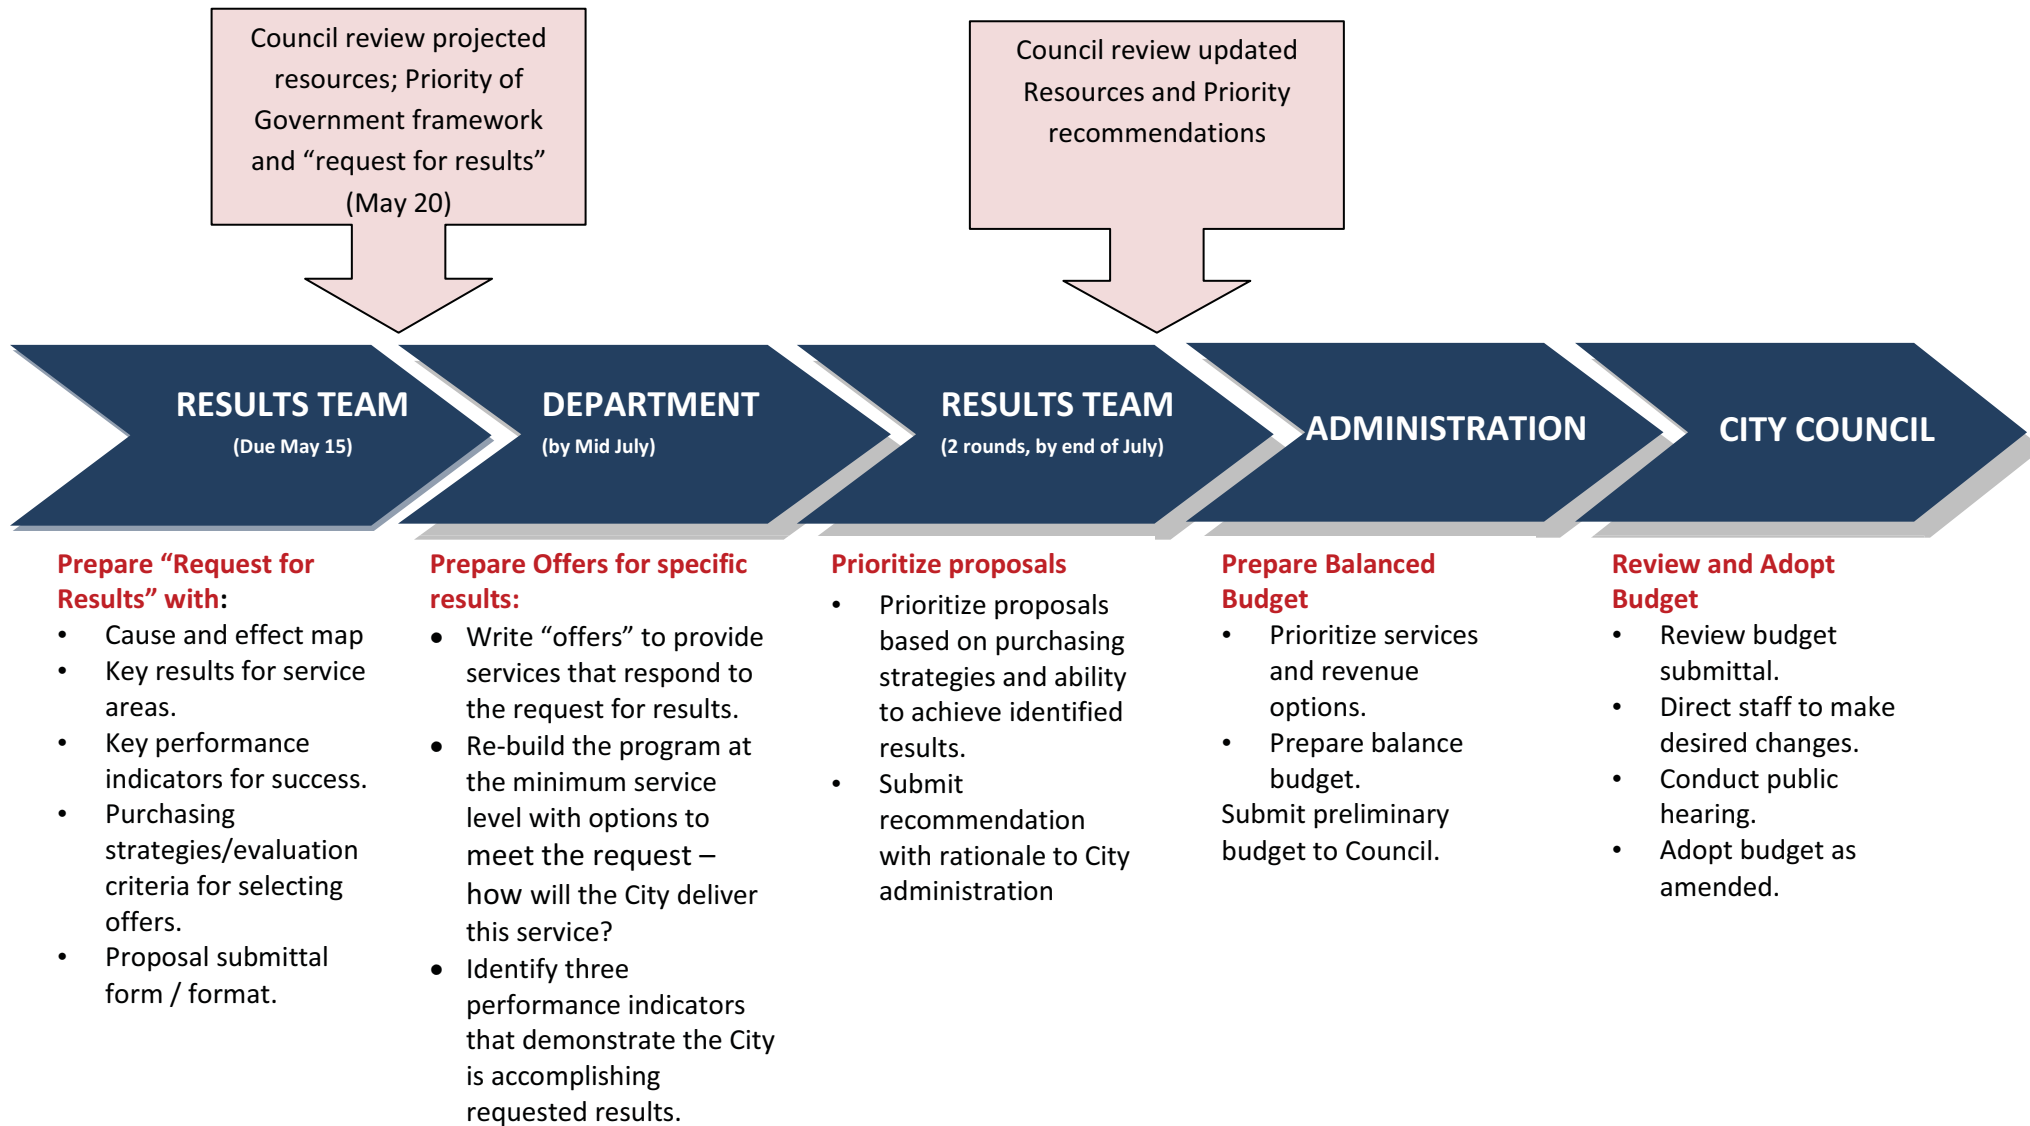 Council review projected
resources; Priority of
Government framework
and “request for results”
(May 20)
Council review updated
Resources and Priority
recommendations
RESULTS TEAM
(Due May 15)
DEPARTMENT
(by Mid July)
RESULTS TEAM
(2 rounds, by end of July)
ADMINISTRATION
CITY COUNCIL
Prepare “Request for
Results” with:
• Cause and effect map
• Key results for service
areas.
• Key performance
indicators for success.
• Purchasing
strategies/evaluation
criteria for selecting
offers.
• Proposal submittal
form / format.
Prepare Offers for specific
results:
• Write “offers” to provide
services that respond to
the request for results.
• Re-build the program at
the minimum service
level with options to
meet the request –
how will the City deliver
this service?
• Identify three
performance indicators
that demonstrate the City
is accomplishing
requested results.
Prioritize proposals
• Prioritize proposals
based on purchasing
strategies and ability
to achieve identified
results.
• Submit
recommendation
with rationale to City
administration
Prepare Balanced
Budget
• Prioritize services
and revenue
options.
• Prepare balance
budget.
Submit preliminary
budget to Council.
Review and Adopt
Budget
• Review budget
submittal.
• Direct staff to make
desired changes.
• Conduct public
hearing.
• Adopt budget as
amended.